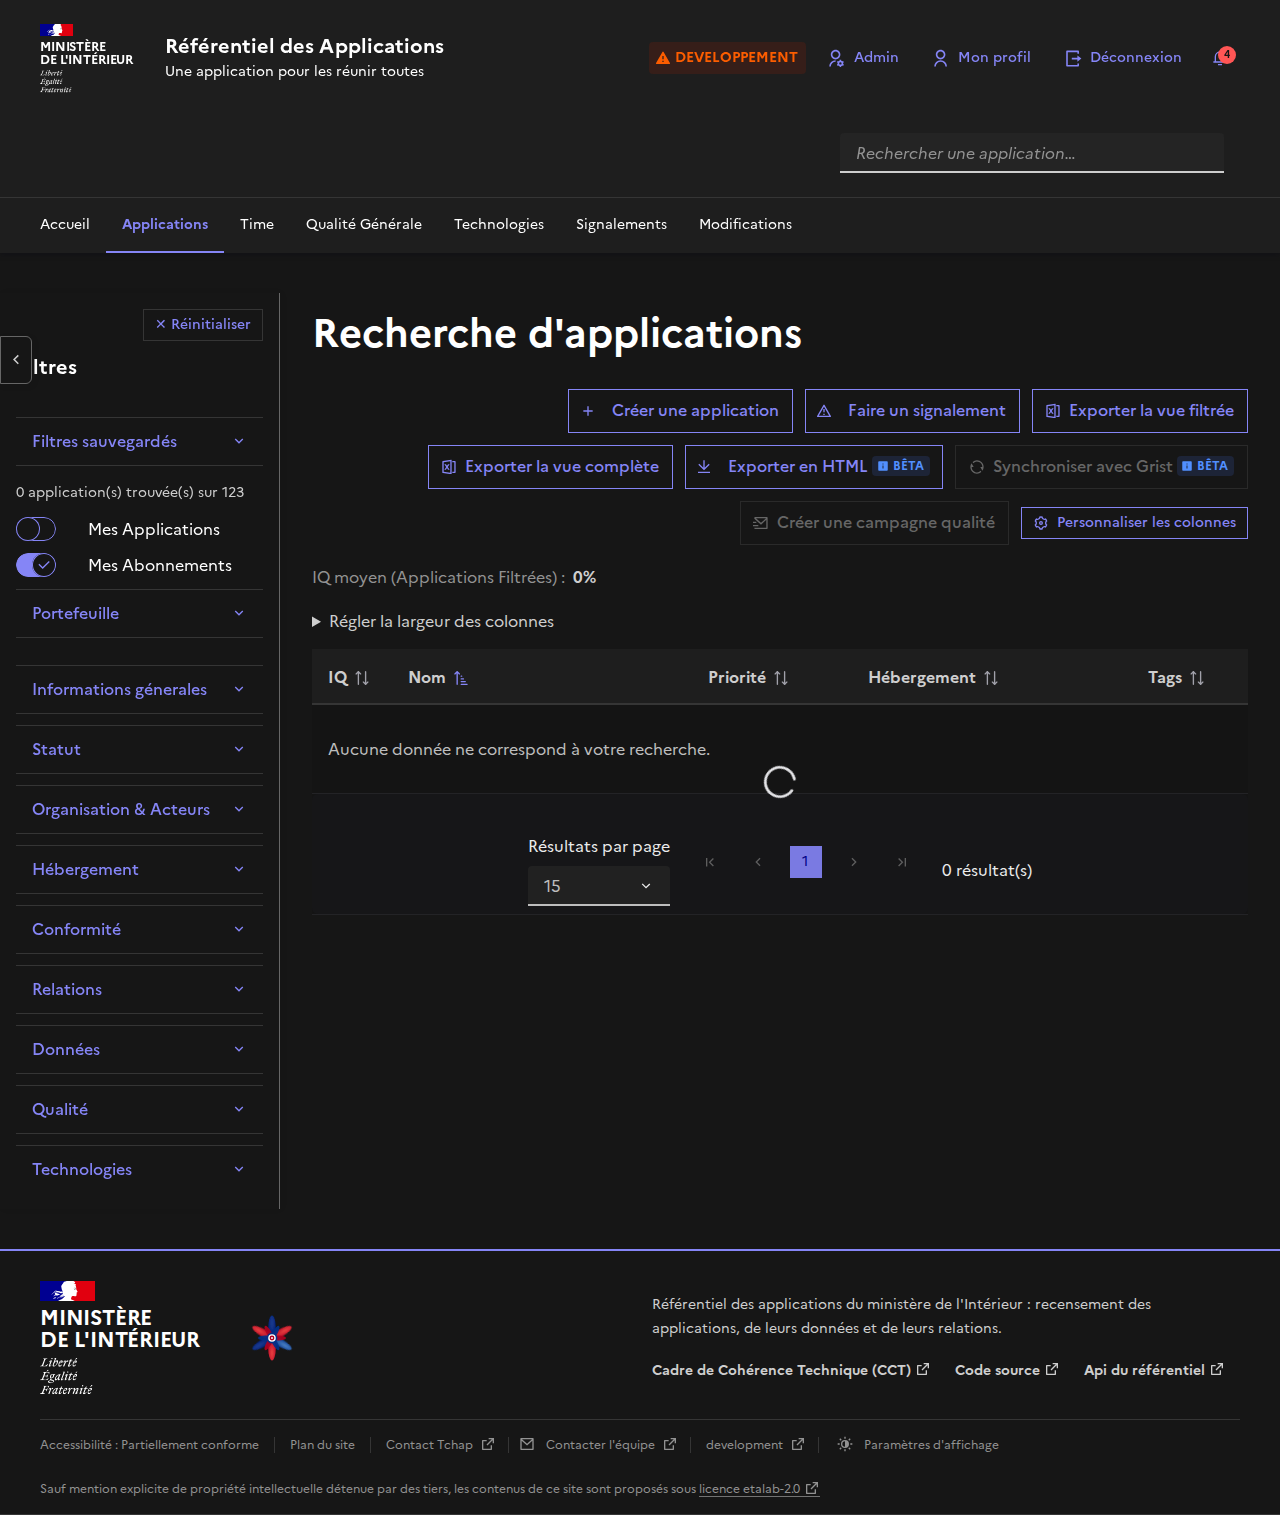 MINISTÈRE
DE L'INTÉRIEUR
Liberté
Égalité
Fraternité
Référentiel des Applications
Une application pour les réunir toutes
DEVELOPPEMENT
Admin
Mon profil
Déconnexion
4
Rechercher une application...
Accueil
Applications
Time
Qualité Générale
Technologies
Signalements
Modifications
Réinitialiser
ltres
Filtres sauvegardés
0 application(s) trouvée(s) sur 123
Mes Applications
Mes Abonnements
Portefeuille
Informations génerales
Statut
Organisation & Acteurs
Hébergement
Conformité
Relations
Données
Qualité
Technologies
Recherche d'applications
Créer une application
Faire un signalement
Exporter la vue filtrée
Exporter la vue complète
Exporter en HTML BÊTA
Synchroniser avec Grist BÊTA
Créer une campagne qualité
Personnaliser les colonnes
IQ moyen (Applications Filtrées) : 0%
Régler la largeur des colonnes
IQ Nom Priorité Hébergement Tags
Aucune donnée ne correspond à votre recherche.
Résultats par page
15
1
0 résultat(s)
MINISTÈRE
DE L'INTÉRIEUR
Liberté
Égalité
Fraternité
Référentiel des applications du ministère de l'Intérieur : recensement des
applications, de leurs données et de leurs relations.
Cadre de Cohérence Technique (CCT)
Code source
Api du référentiel
Accessibilité : Partiellement conforme
Plan du site
Contact Tchap
Contacter l'équipe
development
Paramètres d'affichage
Sauf mention explicite de propriété intellectuelle détenue par des tiers, les contenus de ce site sont proposés sous licence etalab-2.0